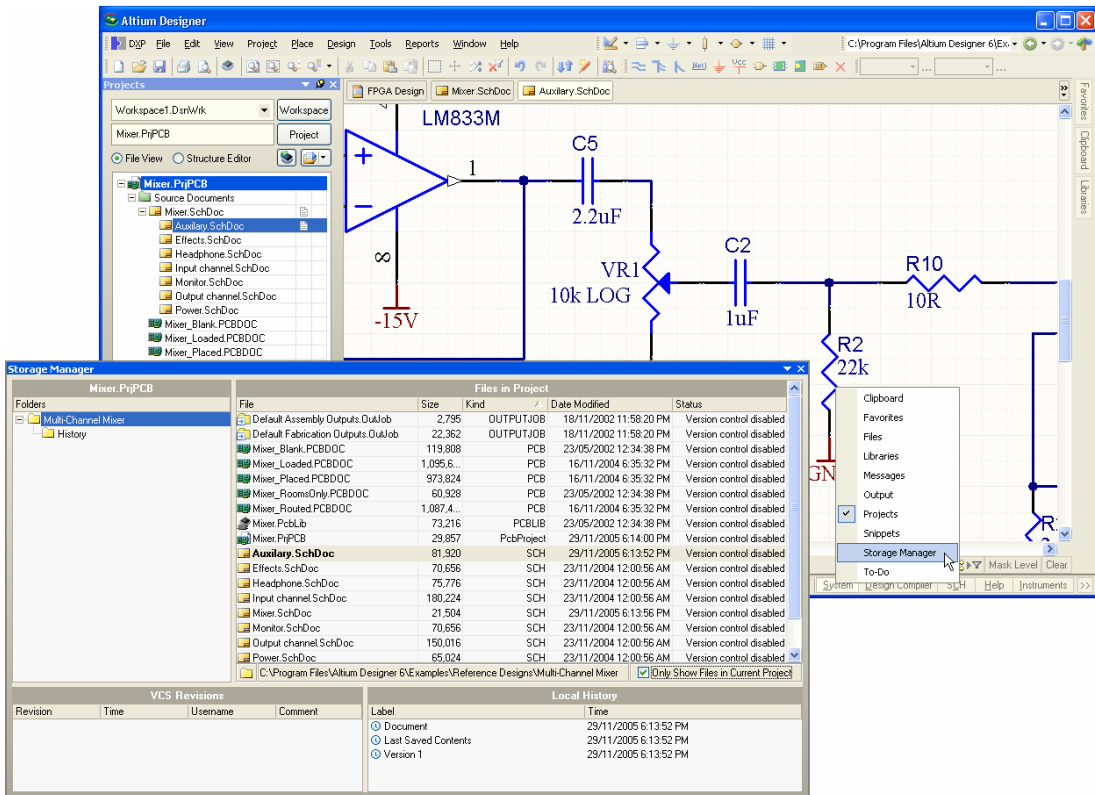 Altium Designer
DXP File Edit View Project Place Design Tools Reports Window Help
C:\Program Files\Altium Designer 6\Ex
Projects
Workspace1.DsnWrk Workspace
Mixer.PrjPCB Project
File View Structure Editor
Mixer.PrjPCB
Source Documents
Mixer.SchDoc
Auxilary.SchDoc
Effects.SchDoc
Headphone.SchDoc
Input channel.SchDoc
Monitor.SchDoc
Output channel.SchDoc
Power.SchDoc
Mixer_Blank.PCBDOC
Mixer_Loaded.PCBDOC
Mixer_Placed.PCBDOC
FPGA Design Mixer.SchDoc Auxilary.SchDoc
Favorites
Clipboard
Libraries
LM833M
1
8
-15V
C5
2.2uF
VR1
10k LOG
C2
1uF
R10
10R
R2
22k
GN
R
Clipboard
Favorites
Files
Libraries
Messages
Output
Projects
Snippets
Storage Manager
To-Do
Mask Level Clear
System Design Compiler SCH Help Instruments >>
Storage Manager
Mixer.PrjPCB
Folders
Multi-Channel Mixer
History
Files in Project
File Size Kind Date Modified Status
Default Assembly Outputs.OutJob 2,795 OUTPUTJOB 18/11/2002 11:58:20 PM Version control disabled
Default Fabrication Outputs.OutJob 22,362 OUTPUTJOB 18/11/2002 11:58:20 PM Version control disabled
Mixer_Blank.PCBDOC 119,808 PCB 23/05/2002 12:34:38 PM Version control disabled
Mixer_Loaded.PCBDOC 1,095,6... PCB 16/11/2004 6:35:32 PM Version control disabled
Mixer_Placed.PCBDOC 973,824 PCB 16/11/2004 6:35:32 PM Version control disabled
Mixer_RoomsOnly.PCBDOC 60,928 PCB 23/05/2002 12:34:38 PM Version control disabled
Mixer_Routed.PCBDOC 1,087,4... PCB 16/11/2004 6:35:32 PM Version control disabled
Mixer.PcbLib 73,216 PCBLIB 23/05/2002 12:34:38 PM Version control disabled
Mixer.PrjPCB 29,857 PcbProject 29/11/2005 6:14:00 PM Version control disabled
Auxilary.SchDoc 81,920 SCH 29/11/2005 6:13:52 PM Version control disabled
Effects.SchDoc 70,656 SCH 23/11/2004 12:00:56 AM Version control disabled
Headphone.SchDoc 75,776 SCH 23/11/2004 12:00:56 AM Version control disabled
Input channel.SchDoc 180,224 SCH 23/11/2004 12:00:56 AM Version control disabled
Mixer.SchDoc 21,504 SCH 29/11/2005 6:13:56 PM Version control disabled
Monitor.SchDoc 70,656 SCH 23/11/2004 12:00:56 AM Version control disabled
Output channel.SchDoc 150,016 SCH 23/11/2004 12:00:56 AM Version control disabled
Power.SchDoc 65,024 SCH 23/11/2004 12:00:56 AM Version control disabled
C:\Program Files\Altium Designer 6\Examples\Reference Designs\Multi-Channel Mixer Only Show Files in Current Project
VCS Revisions
Revision Time Username Comment
Local History
Label Time
Document 29/11/2005 6:13:52 PM
Last Saved Contents 29/11/2005 6:13:52 PM
Version 1 29/11/2005 6:13:52 PM